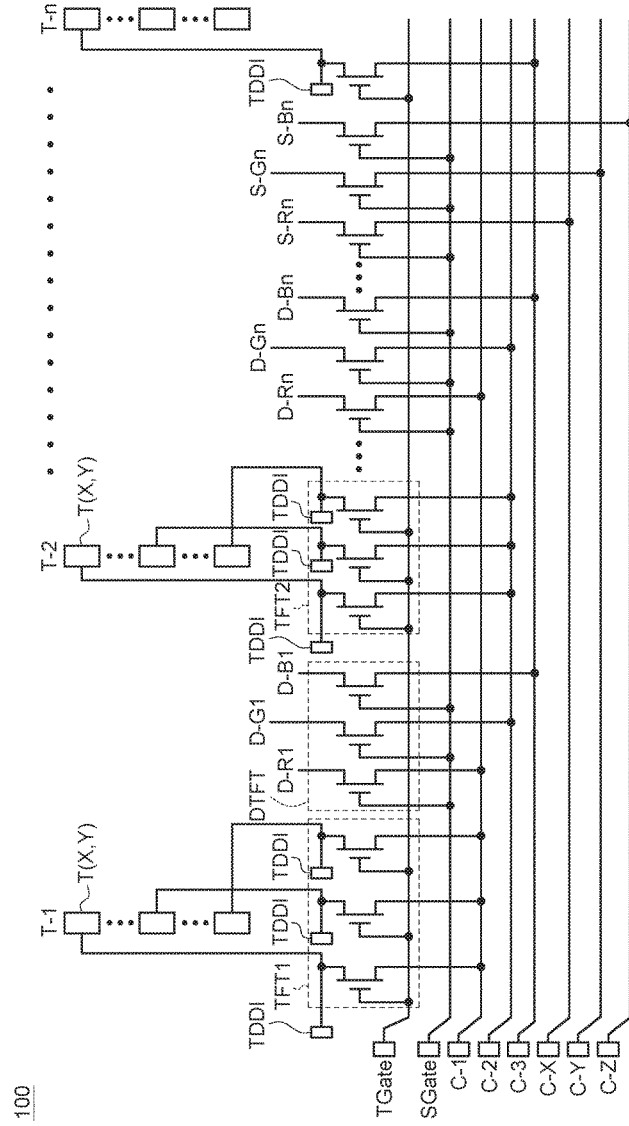 100
T-1
T(X,Y)
T-2
T(X,Y)
T-n
TDDI
TFT1
TDDI
TDDI
DTFT
D-R1
D-G1
D-B1
TDDI
TFT2
TDDI
TDDI
D-Rn
D-Gn
D-Bn
S-Rn
S-Gn
S-Bn
TDDI
TGate
SGate
C-1
C-2
C-3
C-X
C-Y
C-Z